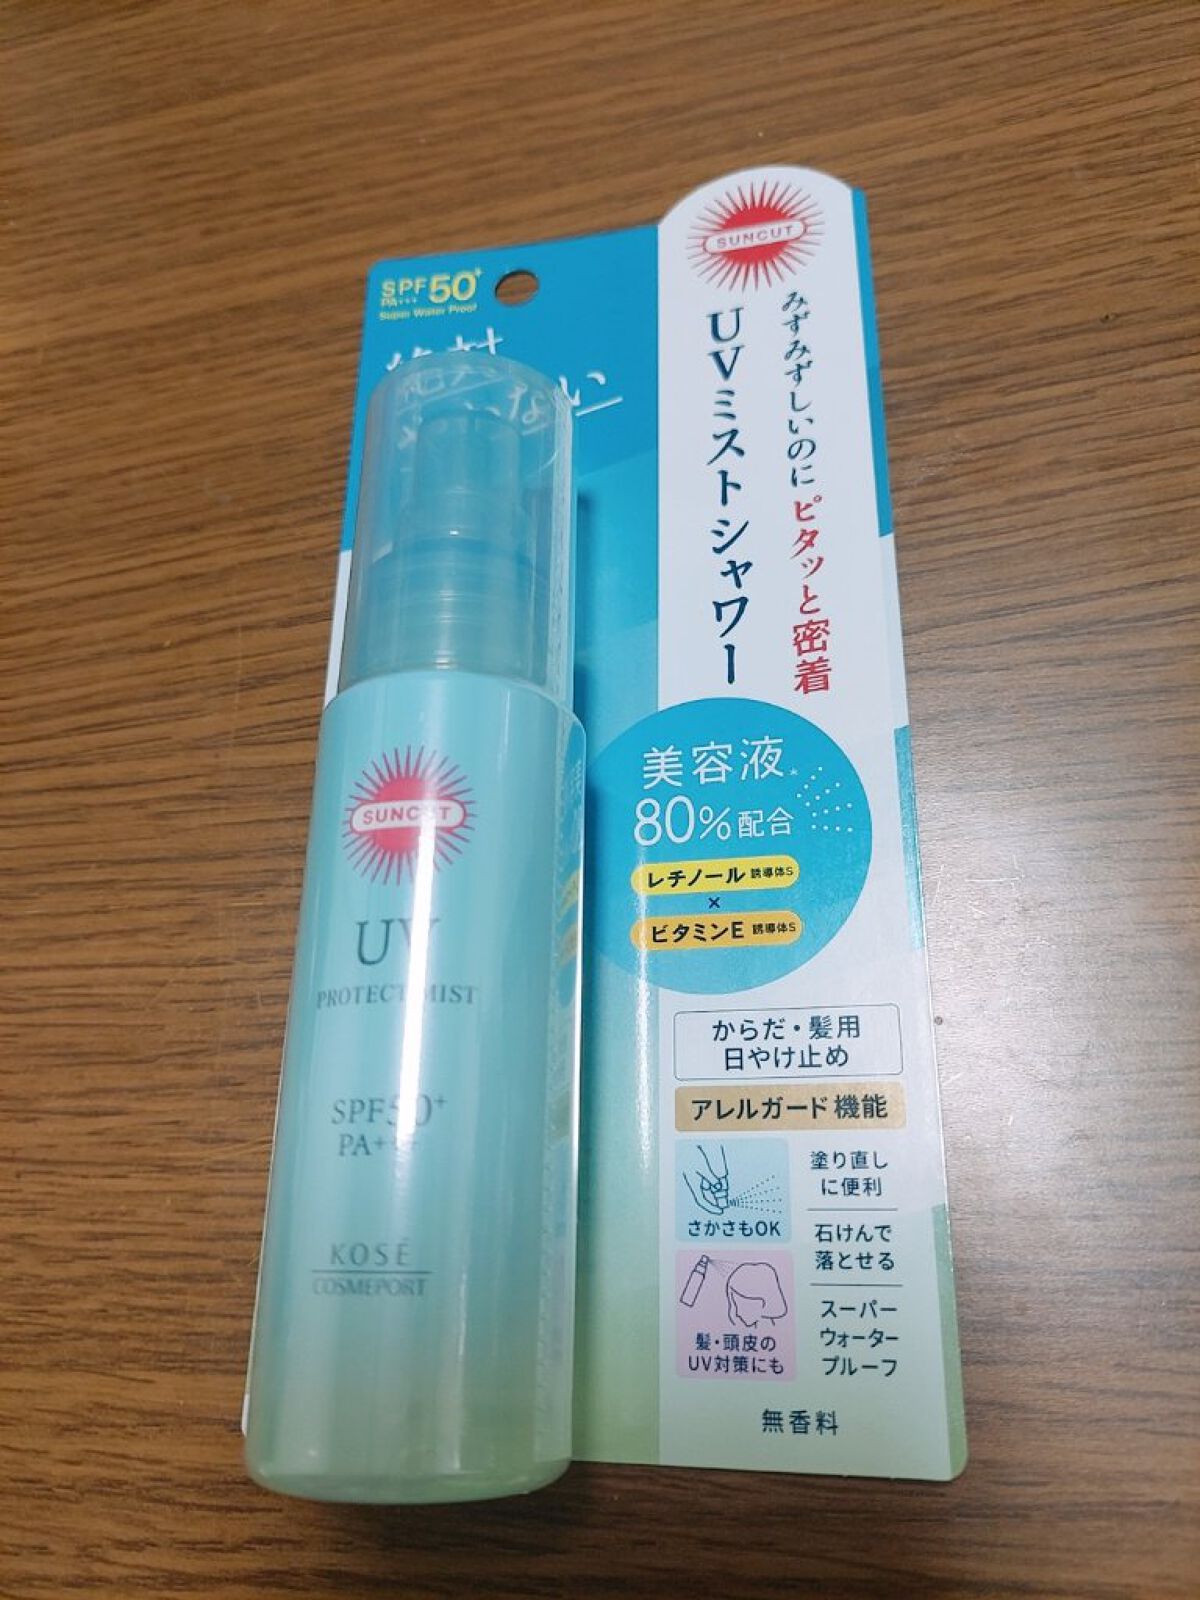 SUNCUT
SPF50+
PA+++
Super Water Proof
みずみずしいのにピタッと密着
UVミストシャワー
美容液*
80%配合
レチノール誘導体S
×
ビタミンE誘導体S
からだ・髪用
日やけ止め
アレルガード機能
さかさもOK
塗り直し
に便利
石けんで
落とせる
髪・頭皮の
UV対策にも
スーパー
ウォーター
プルーフ
無香料
SUNCUT
UV
PROTECT MIST
SPF50+
KOSÉ
COSMEPORT